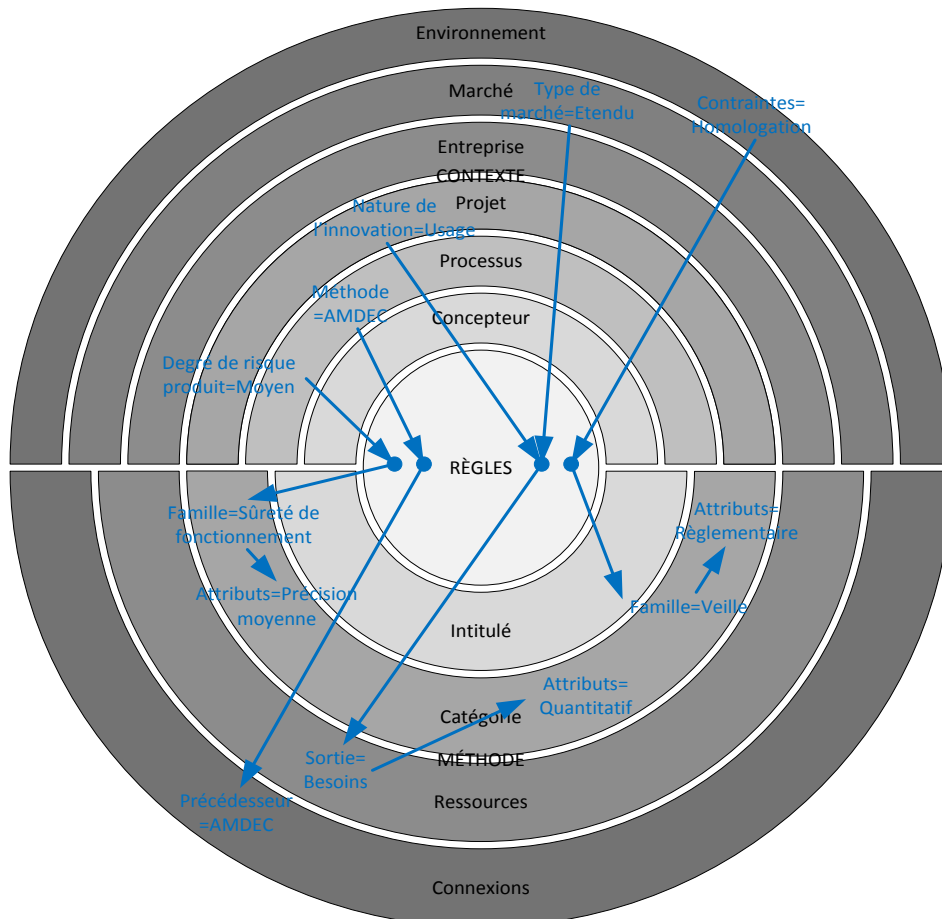 Environnement
Marché
Type de
marché=Etendu
Contraintes=
Homologation
Entreprise
CONTEXTE
Projet
Nature de
l'innovation=Usage
Processus
Méthode
=AMDEC
Concepteur
Degré de risque
produit=Moyen
RÈGLES
Famille=Sûreté de
fonctionnement
Attributs=
Règlementaire
Attributs=Précision
moyenne
Famille=Veille
Intitulé
Attributs=
Quantitatif
Catégorie
Sortie=
Besoins
MÉTHODE
Ressources
Précédesseur
=AMDEC
Connexions